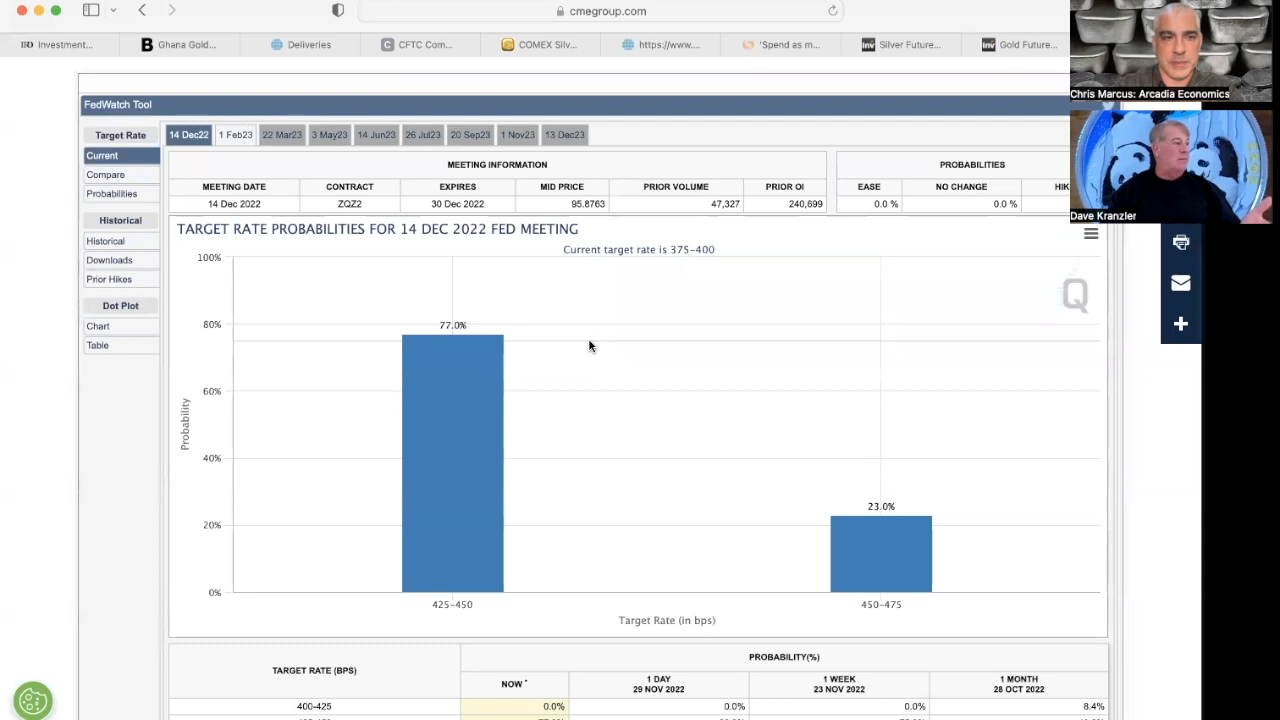 cmegroup.com
Investment...
Ghana Gold...
Deliveries
CFTC Com...
COMEX Silv...
https://www....
'Spend as m...
Silver Future...
Gold Future...
Chris Marcus: Arcadia Economics
Dave Kranzler
FedWatch Tool
Target Rate
Current
Compare
Probabilities
Historical
Historical
Downloads
Prior Hikes
Dot Plot
Chart
Table
14 Dec22 1 Feb23 22 Mar23 3 May23 14 Jun23 26 Jul23 20 Sep23 1 Nov23 13 Dec23
MEETING INFORMATION
MEETING DATE CONTRACT EXPIRES MID PRICE PRIOR VOLUME PRIOR OI
14 Dec 2022 ZQZ2 30 Dec 2022 95.8763 47,327 240,699
PROBABILITIES
EASE NO CHANGE HIK
0.0 % 0.0 %
TARGET RATE PROBABILITIES FOR 14 DEC 2022 FED MEETING
Current target rate is 375-400
Q
100%
80%
60%
40%
20%
0%
Probability
77.0%
23.0%
425-450 450-475
Target Rate (in bps)
TARGET RATE (BPS)
PROBABILITY(%)
NOW * 1 DAY 1 WEEK 1 MONTH
29 NOV 2022 23 NOV 2022 28 OCT 2022
400-425 0.0% 0.0% 0.0% 8.4%